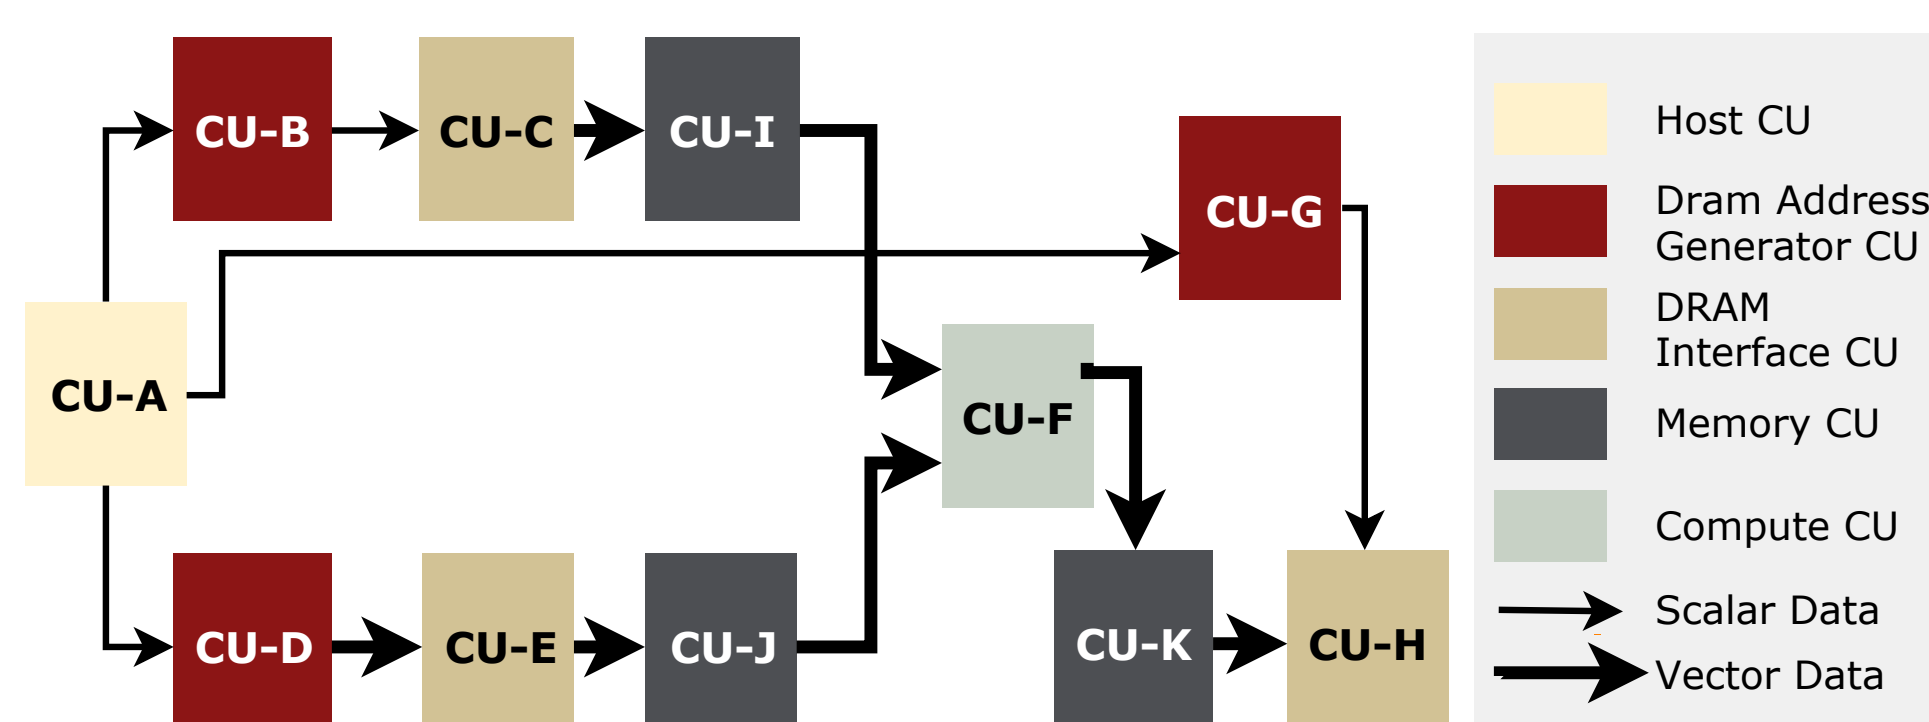 CU-B
CU-C
CU-I
CU-G
CU-A
CU-F
CU-D
CU-E
CU-J
CU-K
CU-H
Host CU
Dram Address
Generator CU
DRAM
Interface CU
Memory CU
Compute CU
Scalar Data
Vector Data